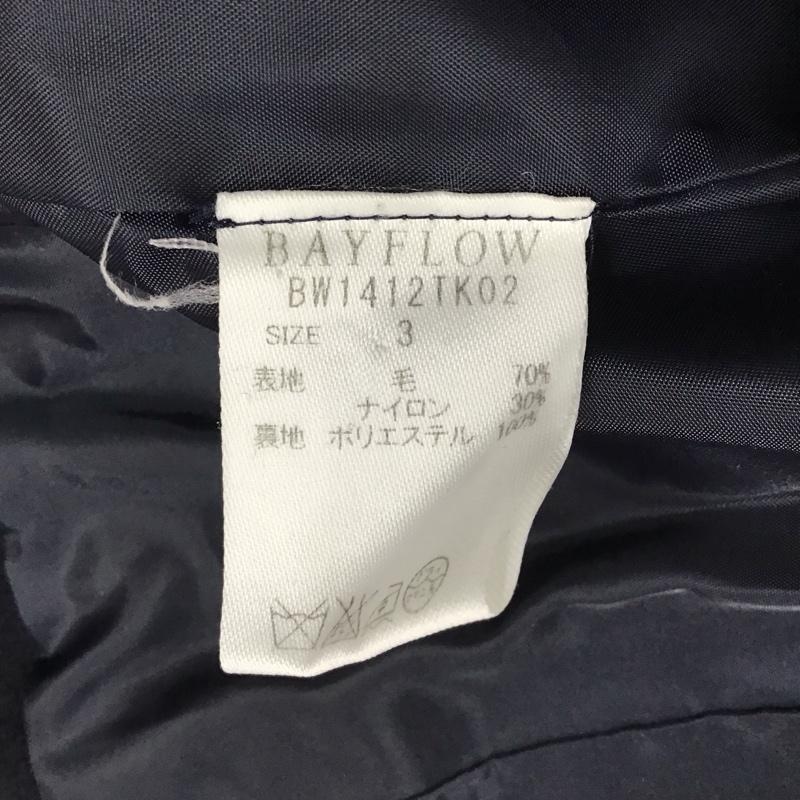 BAYFLOW
BW1412TK02
SIZE 3
表地 毛 70%
ナイロン 30%
裏地 ポリエステル 100%